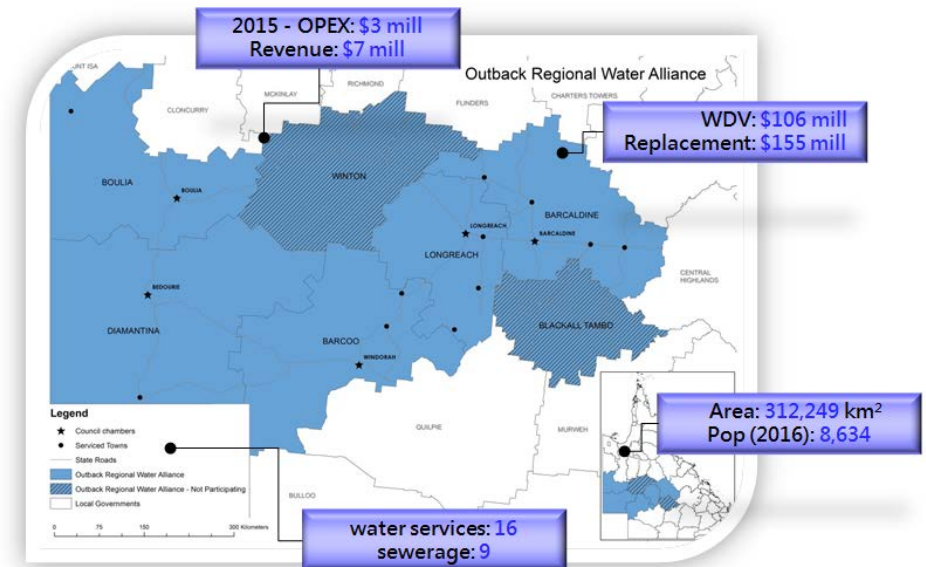 2015 - OPEX: $3 mill
Revenue: $7 mill
Outback Regional Water Alliance
WDV: $106 mill
Replacement: $155 mill
RICHMOND
MCKINLAY
FLINDERS
CHARTERS TOWERS
CLONCURRY
WINTON
BOULIA
BOULIA
BARCALDINE
LONGREACH
BARCALDINE
LONGREACH
CENTRAL
HIGHLANDS
BEDOURIE
DIAMANTINA
BARCOO
BLACKALL TAMBO
WINDORAH
QUILPIE
MURWEH
BULLOO
Legend
Council chambers
Serviced Towns
State Roads
Outback Regional Water Alliance
Outback Regional Water Alliance - Not Participating
Local Governments
0 75 150 300 Kilometers
Area: 312,249 km²
Pop (2016): 8,634
water services: 16
sewerage: 9